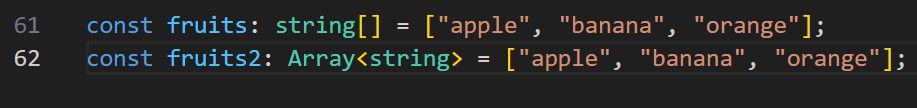 61 const fruits: string[] = ["apple", "banana", "orange"];
62 const fruits2: Array<string> = ["apple", "banana", "orange"];